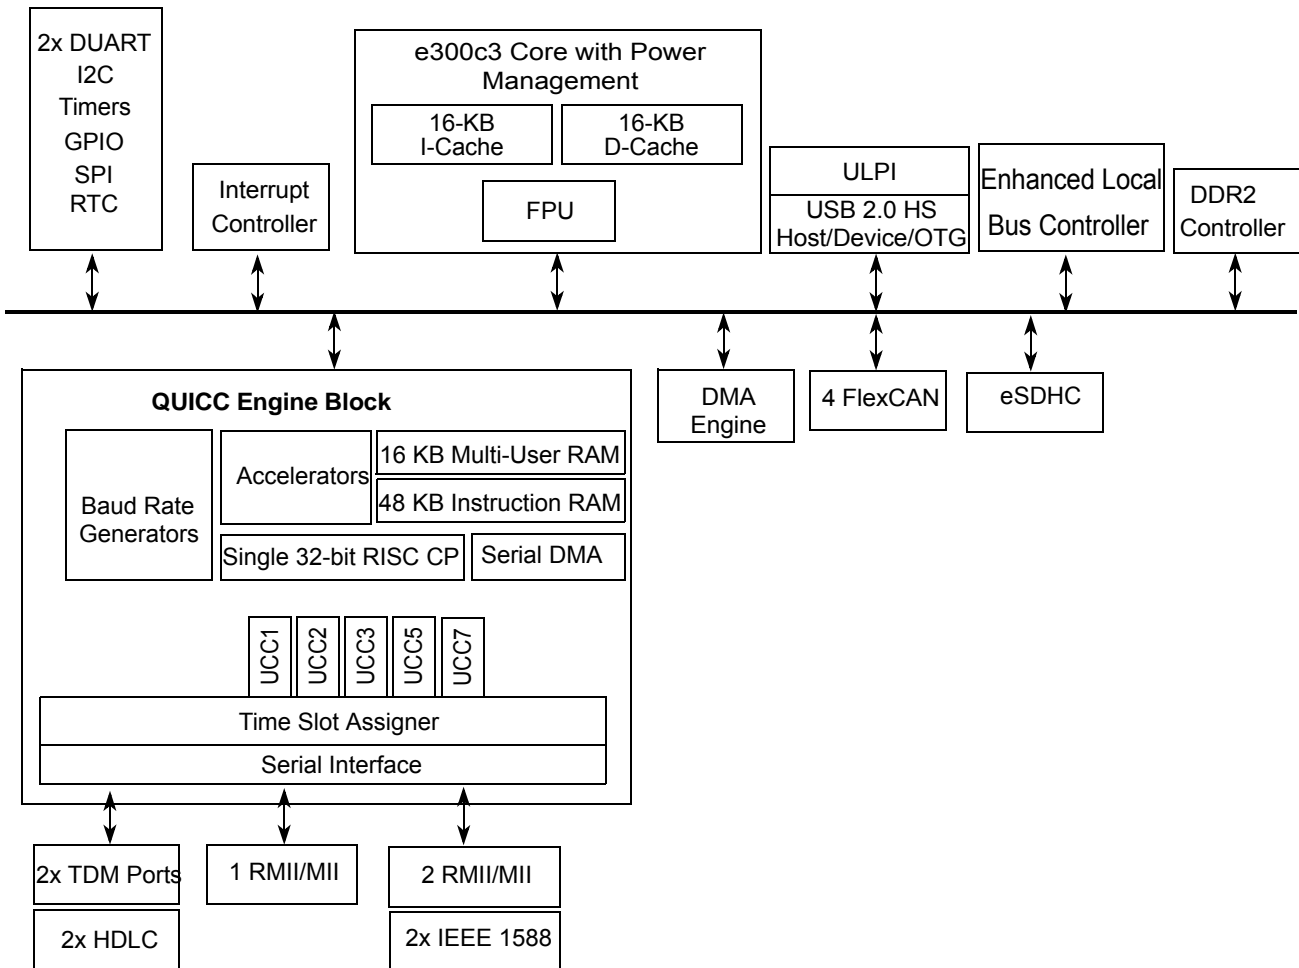 2x DUART
I2C
Timers
GPIO
SPI
RTC
Interrupt
Controller
e300c3 Core with Power
Management
16-KB
I-Cache
16-KB
D-Cache
FPU
ULPI
USB 2.0 HS
Host/Device/OTG
Enhanced Local
Bus Controller
DDR2
Controller
QUICC Engine Block
Baud Rate
Generators
Accelerators
16 KB Multi-User RAM
48 KB Instruction RAM
Single 32-bit RISC CP
Serial DMA
UCC1
UCC2
UCC3
UCC5
UCC7
Time Slot Assigner
Serial Interface
DMA
Engine
4 FlexCAN
eSDHC
2x TDM Ports
2x HDLC
1 RMII/MII
2 RMII/MII
2x IEEE 1588